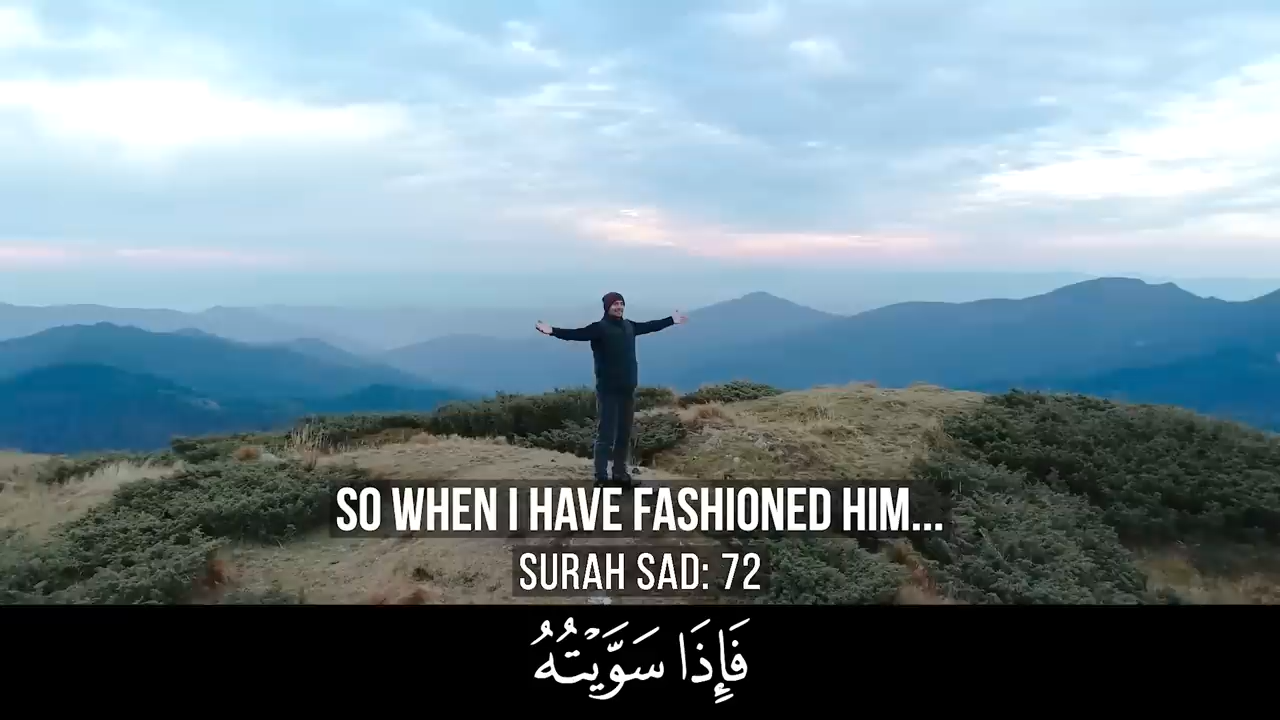 SO WHEN I HAVE FASHIONED HIM...
SURAH SAD: 72
فَإِذَا سَوَّيْتُهُ